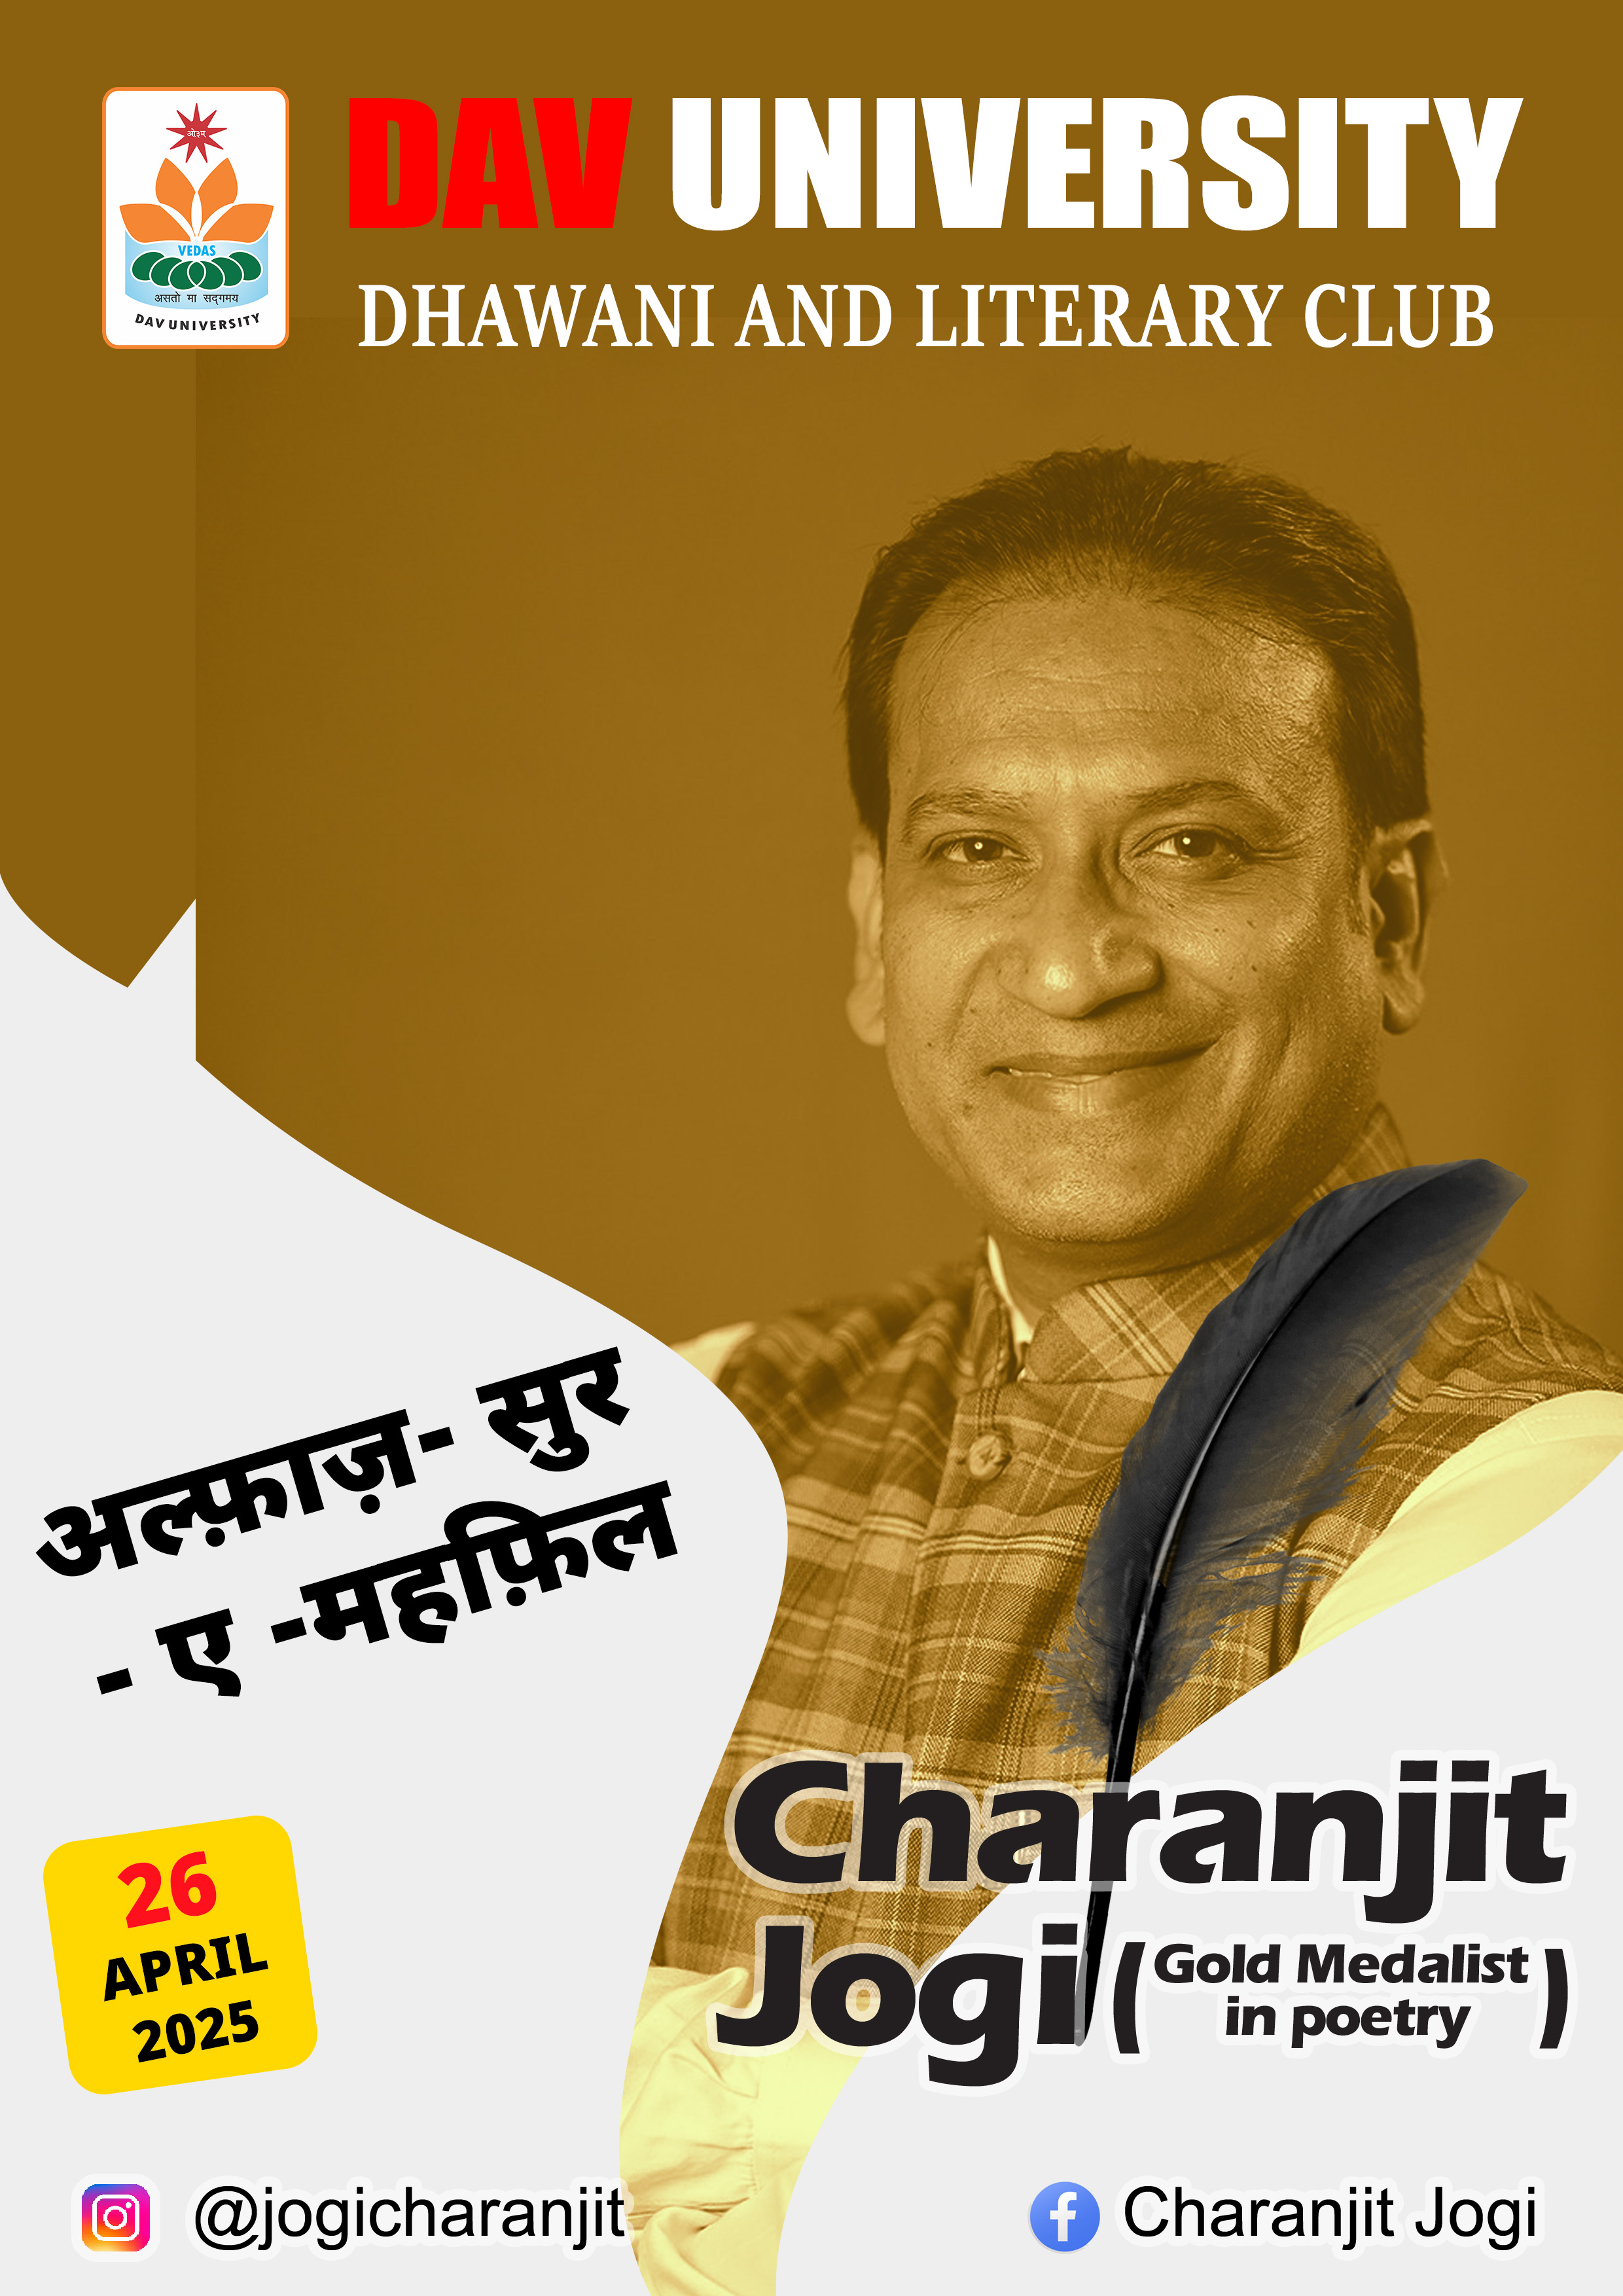 ओ३म्
VEDAS
असतो मा सद्गमय
DAV UNIVERSITY
DAV UNIVERSITY
DHAWANI AND LITERARY CLUB
अल्फ़ाज़- सुर
- ए -महफ़िल
26
APRIL
2025
Charanjit
Jogi (Gold Medalist
in poetry)
@jogicharanjit
Charanjit Jogi